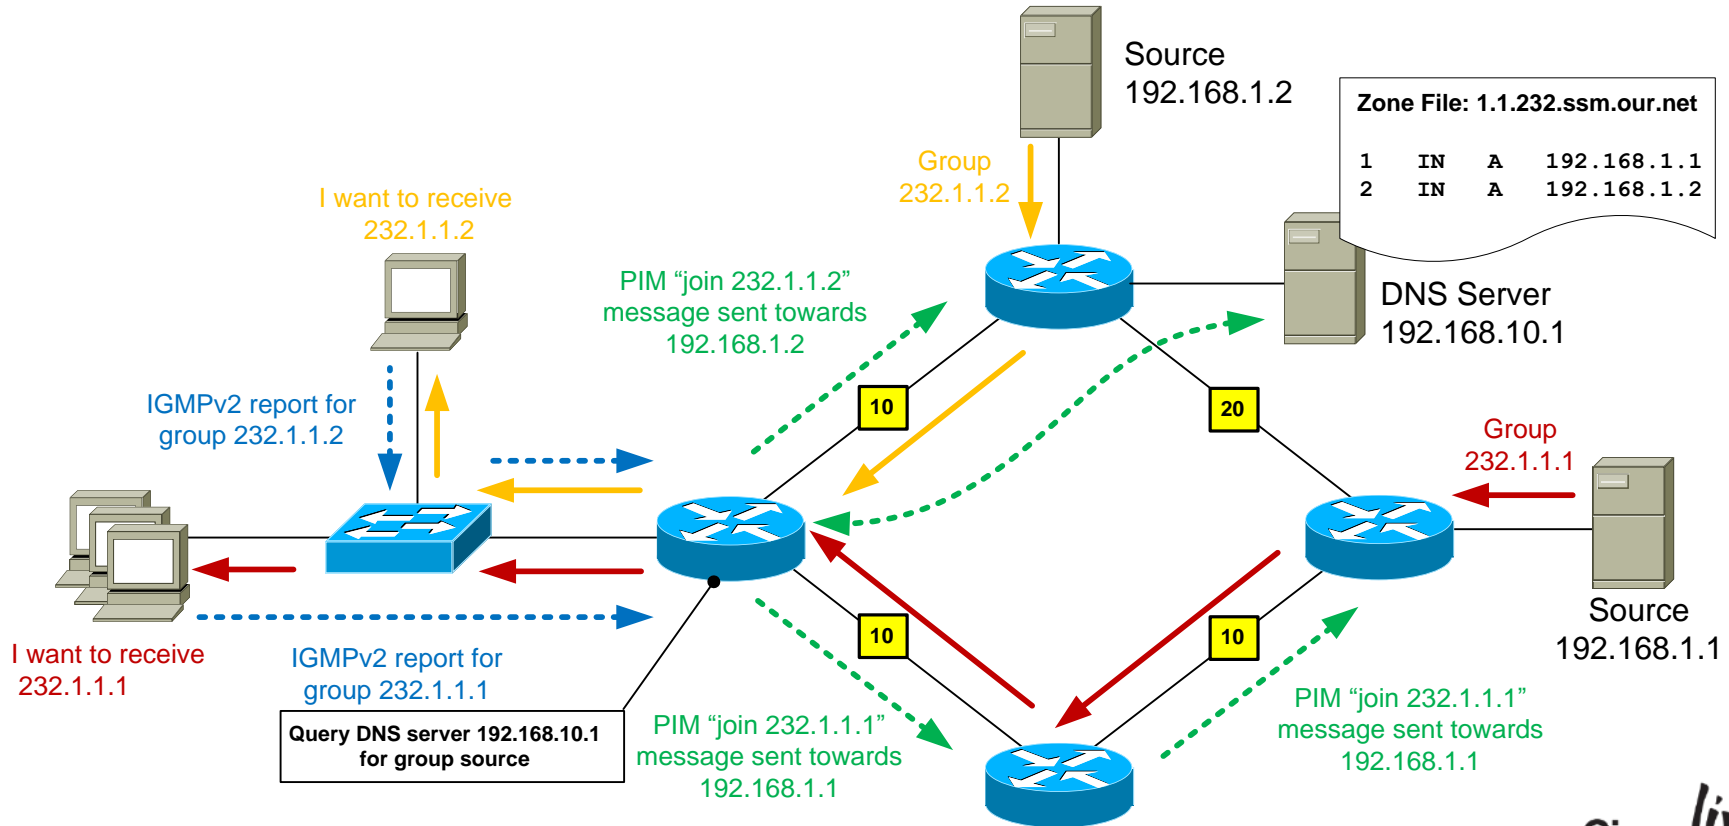 Source
192.168.1.2
Zone File: 1.1.232.ssm.our.net
1 IN A 192.168.1.1
2 IN A 192.168.1.2
Group
232.1.1.2
I want to receive
232.1.1.2
PIM “join 232.1.1.2”
message sent towards
192.168.1.2
DNS Server
192.168.10.1
IGMPv2 report for
group 232.1.1.2
10
20
Group
232.1.1.1
Source
192.168.1.1
10
10
I want to receive
232.1.1.1
IGMPv2 report for
group 232.1.1.1
Query DNS server 192.168.10.1
for group source
PIM “join 232.1.1.1”
message sent towards
192.168.1.1
PIM “join 232.1.1.1”
message sent towards
192.168.1.1